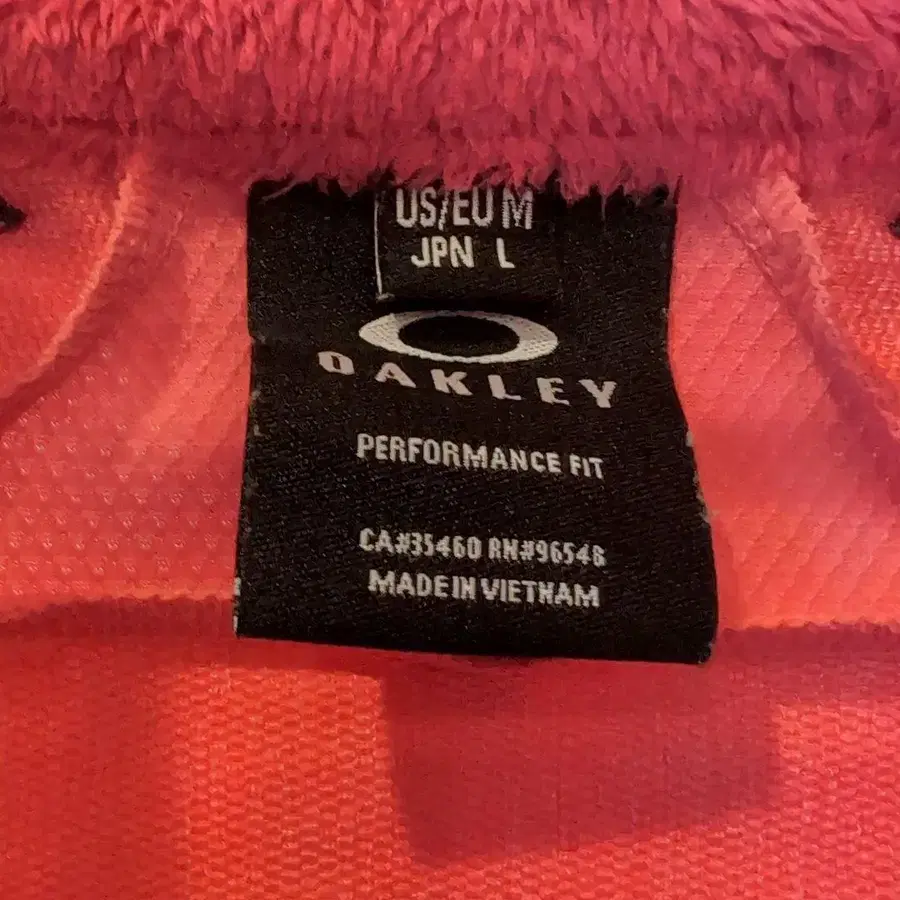 US/EU M
JPN L
OAKLEY
PERFORMANCE FIT
CA#35460 RN#96548
MADE IN VIETNAM